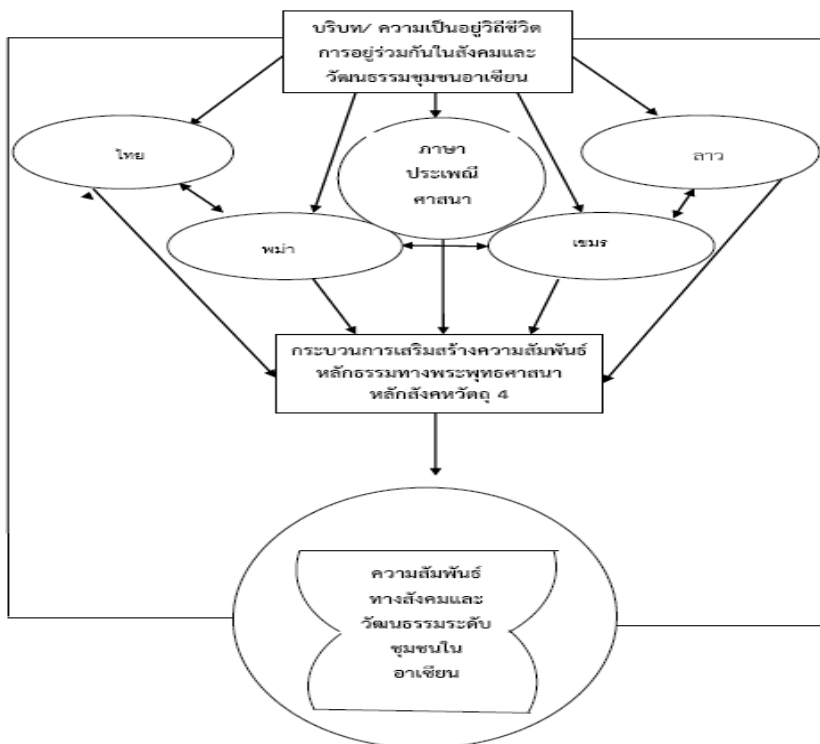 บริบท/ ความเป็นอยู่วิถีชีวิต
การอยู่ร่วมกันในสังคมและ
วัฒนธรรมชุมชนอาเซียน
ไทย
ภาษา
ประเพณี
ศาสนา
ลาว
พม่า
เขมร
กระบวนการเสริมสร้างความสัมพันธ์
หลักธรรมทางพระพุทธศาสนา
หลักสังคหวัตถุ 4
ความสัมพันธ์
ทางสังคมและ
วัฒนธรรมระดับ
ชุมชนใน
อาเซียน